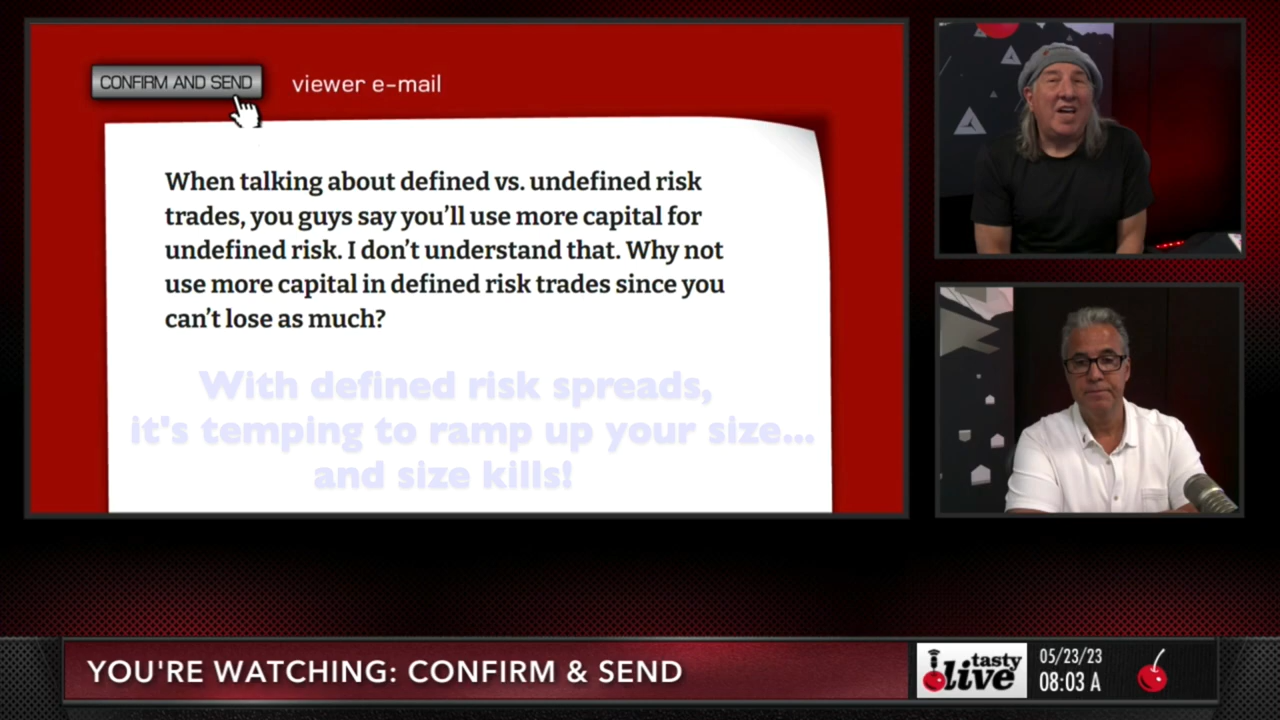 CONFIRM AND SEND
viewer e-mail
When talking about defined vs. undefined risk
trades, you guys say you’ll use more capital for
undefined risk. I don’t understand that. Why not
use more capital in defined risk trades since you
can’t lose as much?
With defined risk spreads,
it's temping to ramp up your size...
and size kills!
YOU'RE WATCHING: CONFIRM & SEND
tasty
live
05/23/23
08:03 A